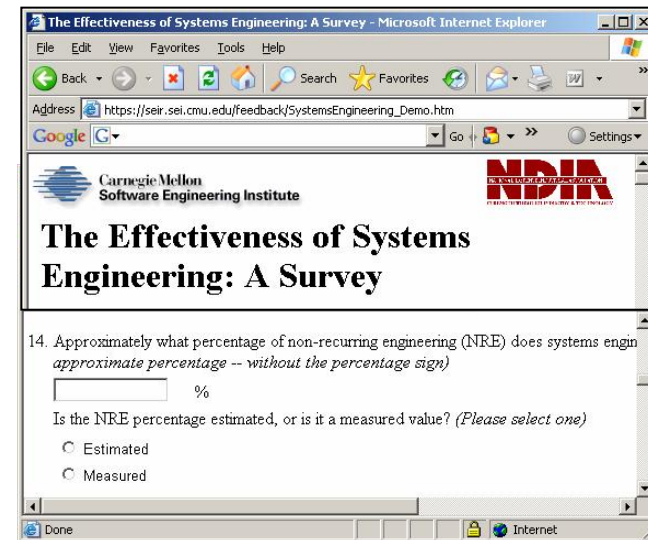 The Effectiveness of Systems Engineering: A Survey - Microsoft Internet Explorer
File Edit View Favorites Tools Help
Back Search Favorites W »
Address https://seir.sei.cmu.edu/feedback/SystemsEngineering_Demo.htm
Google G Go » Settings
Carnegie Mellon
Software Engineering Institute
NDIA
The Effectiveness of Systems
Engineering: A Survey
14. Approximately what percentage of non-recurring engineering (NRE) does systems engin
approximate percentage -- without the percentage sign)
%
Is the NRE percentage estimated, or is it a measured value? (Please select one)
Estimated
Measured
Done Internet